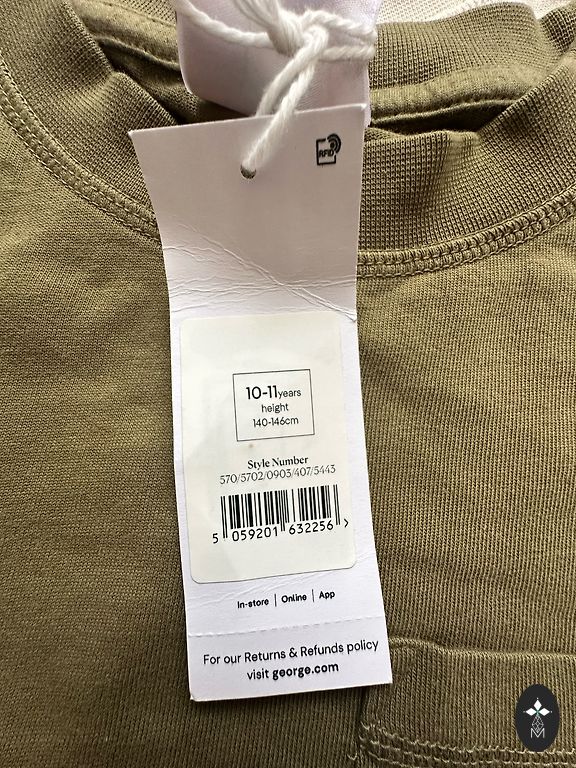 RFID
10-11years
height
140-146cm
Style Number
570/5702/0903/407/5443
5 059201 632256 >
In-store | Online | App
For our Returns & Refunds policy
visit george.com
M